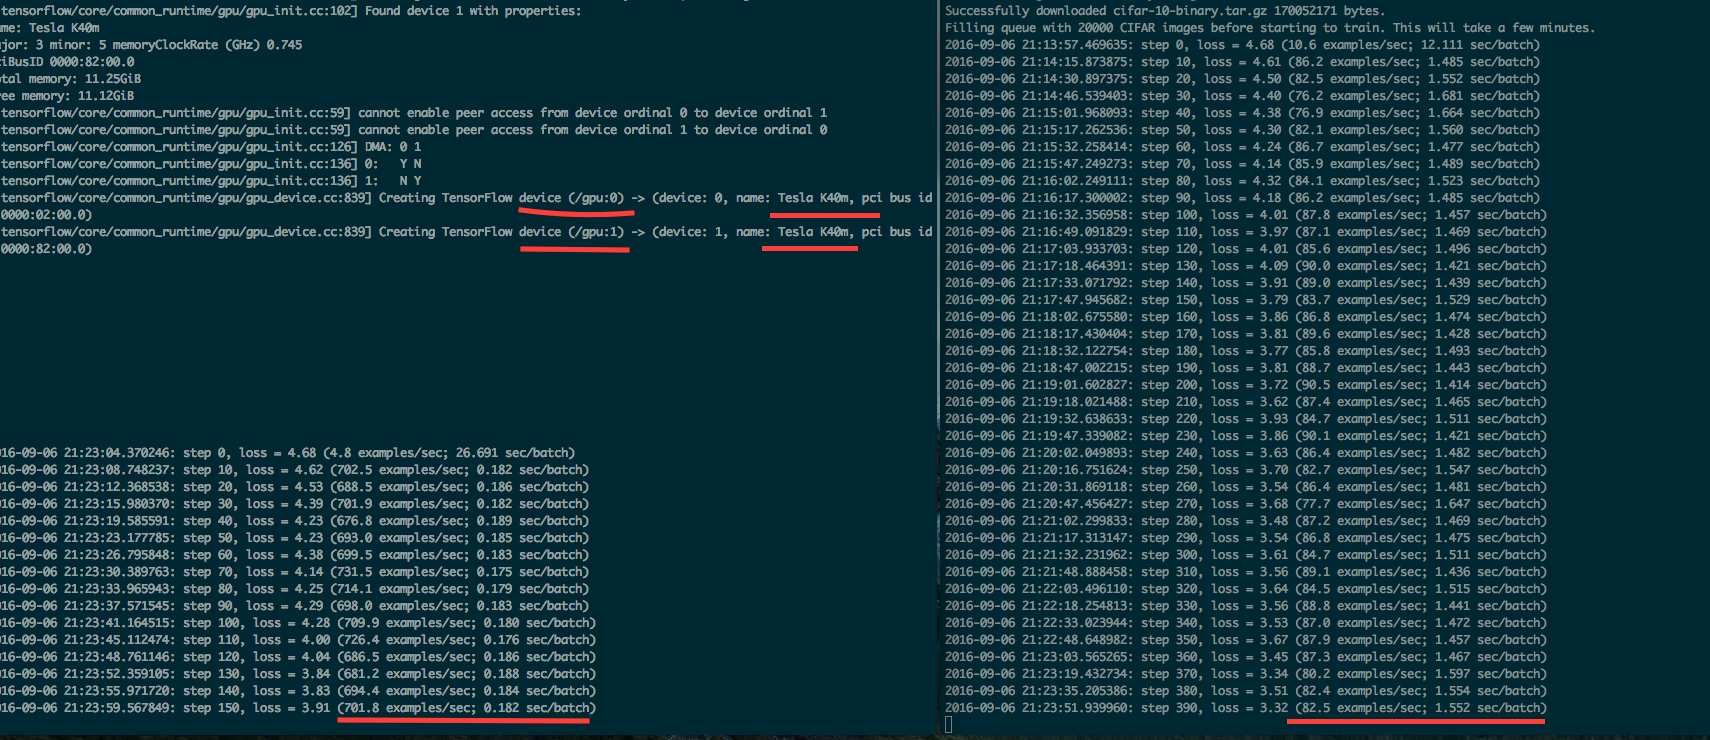 tensorflow/core/common_runtime/gpu/gpu_init.cc:102] Found device 1 with properties:
me: Tesla K40m
jor: 3 minor: 5 memoryClockRate (GHz) 0.745
iBusID 0000:82:00.0
tal memory: 11.25GiB
ee memory: 11.12GiB
tensorflow/core/common_runtime/gpu/gpu_init.cc:59] cannot enable peer access from device ordinal 0 to device ordinal 1
tensorflow/core/common_runtime/gpu/gpu_init.cc:59] cannot enable peer access from device ordinal 1 to device ordinal 0
tensorflow/core/common_runtime/gpu/gpu_init.cc:126] DMA: 0 1
tensorflow/core/common_runtime/gpu/gpu_init.cc:136] 0:   Y N
tensorflow/core/common_runtime/gpu/gpu_init.cc:136] 1:   N Y
tensorflow/core/common_runtime/gpu/gpu_device.cc:839] Creating TensorFlow device (/gpu:0) -> (device: 0, name: Tesla K40m, pci bus id
0000:02:00.0)
tensorflow/core/common_runtime/gpu/gpu_device.cc:839] Creating TensorFlow device (/gpu:1) -> (device: 1, name: Tesla K40m, pci bus id
0000:82:00.0)
16-09-06 21:23:04.370246: step 0, loss = 4.68 (4.8 examples/sec; 26.691 sec/batch)
16-09-06 21:23:08.748237: step 10, loss = 4.62 (702.5 examples/sec; 0.182 sec/batch)
16-09-06 21:23:12.368538: step 20, loss = 4.53 (688.5 examples/sec; 0.186 sec/batch)
16-09-06 21:23:15.980370: step 30, loss = 4.39 (701.9 examples/sec; 0.182 sec/batch)
16-09-06 21:23:19.585591: step 40, loss = 4.23 (676.8 examples/sec; 0.189 sec/batch)
16-09-06 21:23:23.177785: step 50, loss = 4.23 (693.0 examples/sec; 0.185 sec/batch)
16-09-06 21:23:26.795848: step 60, loss = 4.38 (699.5 examples/sec; 0.183 sec/batch)
16-09-06 21:23:30.389763: step 70, loss = 4.14 (731.5 examples/sec; 0.175 sec/batch)
16-09-06 21:23:33.965943: step 80, loss = 4.25 (714.1 examples/sec; 0.179 sec/batch)
16-09-06 21:23:37.571545: step 90, loss = 4.29 (698.0 examples/sec; 0.183 sec/batch)
16-09-06 21:23:41.164515: step 100, loss = 4.28 (709.9 examples/sec; 0.180 sec/batch)
16-09-06 21:23:45.112474: step 110, loss = 4.00 (726.4 examples/sec; 0.176 sec/batch)
16-09-06 21:23:48.761146: step 120, loss = 4.04 (686.5 examples/sec; 0.186 sec/batch)
16-09-06 21:23:52.359105: step 130, loss = 3.84 (681.2 examples/sec; 0.188 sec/batch)
16-09-06 21:23:55.971720: step 140, loss = 3.83 (694.4 examples/sec; 0.184 sec/batch)
16-09-06 21:23:59.567849: step 150, loss = 3.91 (701.8 examples/sec; 0.182 sec/batch)
Successfully downloaded cifar-10-binary.tar.gz 170052171 bytes.
Filling queue with 20000 CIFAR images before starting to train. This will take a few minutes.
2016-09-06 21:13:57.469635: step 0, loss = 4.68 (10.6 examples/sec; 12.111 sec/batch)
2016-09-06 21:14:15.873875: step 10, loss = 4.61 (86.2 examples/sec; 1.485 sec/batch)
2016-09-06 21:14:30.897375: step 20, loss = 4.50 (82.5 examples/sec; 1.552 sec/batch)
2016-09-06 21:14:46.539403: step 30, loss = 4.40 (76.2 examples/sec; 1.681 sec/batch)
2016-09-06 21:15:01.968093: step 40, loss = 4.38 (76.9 examples/sec; 1.664 sec/batch)
2016-09-06 21:15:17.262536: step 50, loss = 4.30 (82.1 examples/sec; 1.560 sec/batch)
2016-09-06 21:15:32.258414: step 60, loss = 4.24 (86.7 examples/sec; 1.477 sec/batch)
2016-09-06 21:15:47.249273: step 70, loss = 4.14 (85.9 examples/sec; 1.489 sec/batch)
2016-09-06 21:16:02.249111: step 80, loss = 4.32 (84.1 examples/sec; 1.523 sec/batch)
2016-09-06 21:16:17.300002: step 90, loss = 4.18 (86.2 examples/sec; 1.485 sec/batch)
2016-09-06 21:16:32.356958: step 100, loss = 4.01 (87.8 examples/sec; 1.457 sec/batch)
2016-09-06 21:16:49.091829: step 110, loss = 3.97 (87.1 examples/sec; 1.469 sec/batch)
2016-09-06 21:17:03.933703: step 120, loss = 4.01 (85.6 examples/sec; 1.496 sec/batch)
2016-09-06 21:17:18.464391: step 130, loss = 4.09 (90.0 examples/sec; 1.421 sec/batch)
2016-09-06 21:17:33.071792: step 140, loss = 3.91 (89.0 examples/sec; 1.439 sec/batch)
2016-09-06 21:17:47.945682: step 150, loss = 3.79 (83.7 examples/sec; 1.529 sec/batch)
2016-09-06 21:18:02.675580: step 160, loss = 3.86 (86.8 examples/sec; 1.474 sec/batch)
2016-09-06 21:18:17.430404: step 170, loss = 3.81 (89.6 examples/sec; 1.428 sec/batch)
2016-09-06 21:18:32.122754: step 180, loss = 3.77 (85.8 examples/sec; 1.493 sec/batch)
2016-09-06 21:18:47.002215: step 190, loss = 3.81 (88.7 examples/sec; 1.443 sec/batch)
2016-09-06 21:19:01.602827: step 200, loss = 3.72 (90.5 examples/sec; 1.414 sec/batch)
2016-09-06 21:19:18.021488: step 210, loss = 3.62 (87.4 examples/sec; 1.465 sec/batch)
2016-09-06 21:19:32.638633: step 220, loss = 3.93 (84.7 examples/sec; 1.511 sec/batch)
2016-09-06 21:19:47.339082: step 230, loss = 3.86 (90.1 examples/sec; 1.421 sec/batch)
2016-09-06 21:20:02.049893: step 240, loss = 3.63 (86.4 examples/sec; 1.482 sec/batch)
2016-09-06 21:20:16.751624: step 250, loss = 3.70 (82.7 examples/sec; 1.547 sec/batch)
2016-09-06 21:20:31.869118: step 260, loss = 3.54 (86.4 examples/sec; 1.481 sec/batch)
2016-09-06 21:20:47.456427: step 270, loss = 3.68 (77.7 examples/sec; 1.647 sec/batch)
2016-09-06 21:21:02.299833: step 280, loss = 3.48 (87.2 examples/sec; 1.469 sec/batch)
2016-09-06 21:21:17.313147: step 290, loss = 3.54 (86.8 examples/sec; 1.475 sec/batch)
2016-09-06 21:21:32.231962: step 300, loss = 3.61 (84.7 examples/sec; 1.511 sec/batch)
2016-09-06 21:21:48.888458: step 310, loss = 3.56 (89.1 examples/sec; 1.436 sec/batch)
2016-09-06 21:22:03.496110: step 320, loss = 3.64 (84.5 examples/sec; 1.515 sec/batch)
2016-09-06 21:22:18.254813: step 330, loss = 3.56 (88.8 examples/sec; 1.441 sec/batch)
2016-09-06 21:22:33.023944: step 340, loss = 3.53 (87.0 examples/sec; 1.472 sec/batch)
2016-09-06 21:22:48.648982: step 350, loss = 3.67 (87.9 examples/sec; 1.457 sec/batch)
2016-09-06 21:23:03.565265: step 360, loss = 3.45 (87.3 examples/sec; 1.467 sec/batch)
2016-09-06 21:23:19.432734: step 370, loss = 3.34 (80.2 examples/sec; 1.597 sec/batch)
2016-09-06 21:23:35.205386: step 380, loss = 3.51 (82.4 examples/sec; 1.554 sec/batch)
2016-09-06 21:23:51.939960: step 390, loss = 3.32 (82.5 examples/sec; 1.552 sec/batch)